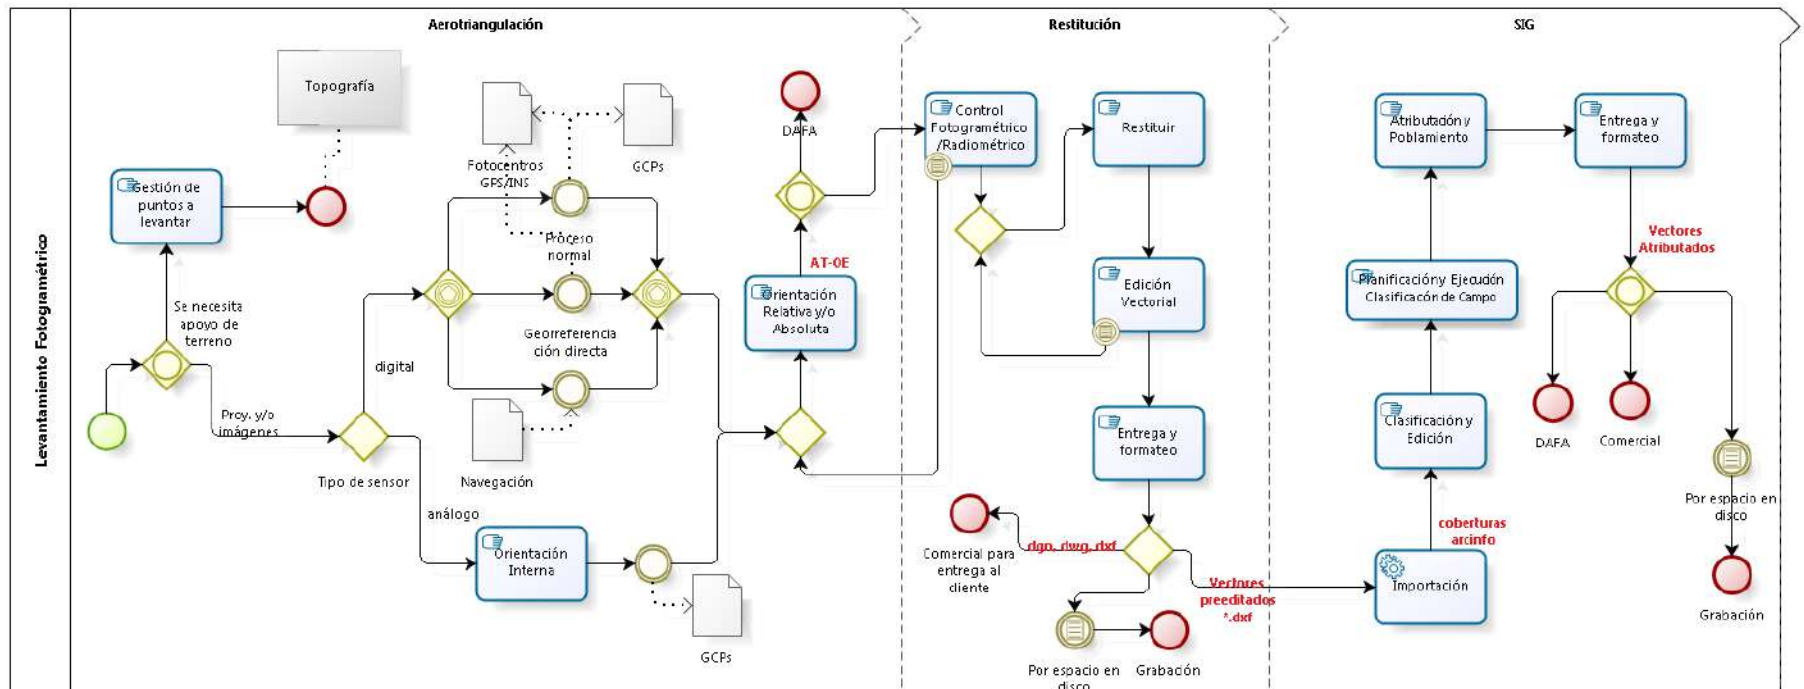 Levantamiento Fotogamétrico
Aerotriangulación
Restitución
SIG
Topografía
Gestión de
puntos a
levantar
Se necesita
apoyo de
terreno
Proy. y/o
imágenes
Tipo de sensor
digital
análogo
Fotocentros
GPS/INS
GCPs
Proceso
normal
Georreferencia
ción directa
Navegación
Orientación
Interna
GCPs
DAFA
AT-OE
Orientación
Relativa y/o
Absoluta
Control
Fotogramétrico
/Radiométrico
Restituir
Edición
Vectorial
Entrega y
formateo
dgn, dwg, dxf
Comercial para
entrega al
cliente
Vectores
preeditados
*.dxf
Por espacio en
disco
Grabación
Atributación y
Poblamiento
Entrega y
formateo
Planificación y Ejecución
Clasificacón de Campo
Clasificación y
Edición
coberturas
arcinfo
Importación
Vectores
Atributados
DAFA
Comercial
Por espacio en
disco
Grabación